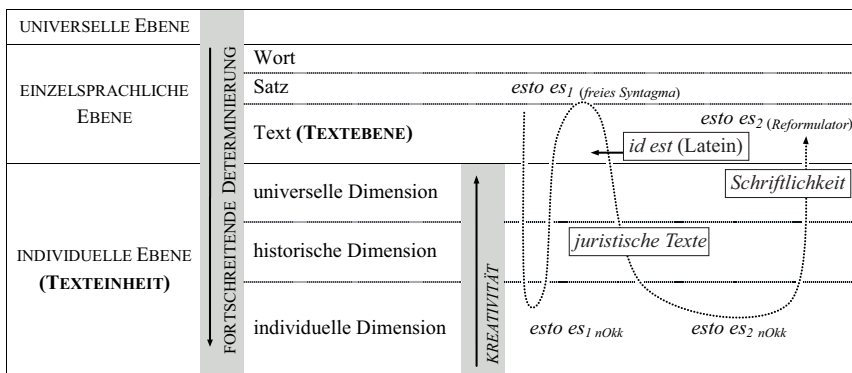 UNIVERSELLE EBENE
EINZELSPRACHLICHE
EBENE
INDIVIDUELLE EBENE
(TEXTEINHEIT)
FORTSCHREITENDE DETERMINIERUNG
Wort
Satz
Text (TEXTEBENE)
universelle Dimension
historische Dimension
individuelle Dimension
KREATIVITÄT
esto es1 (freies Syntagma)
esto es2 (Reformulator)
id est (Latein)
Schriftlichkeit
juristische Texte
esto es1 nOkk
esto es2 nOkk